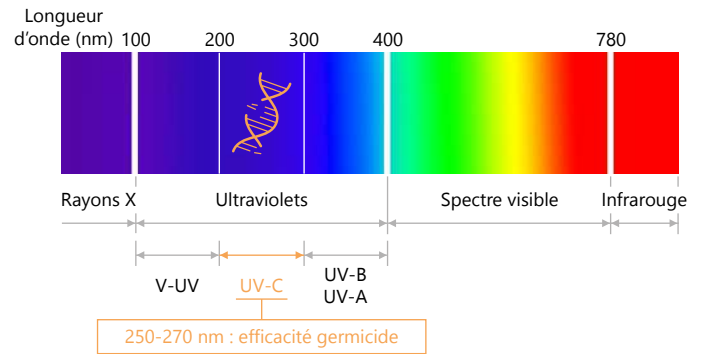 Longueur
d'onde (nm) 100 200 300 400 780
Rayons X Ultraviolets Spectre visible Infrarouge
V-UV UV-C UV-B
UV-A
250-270 nm : efficacité germicide